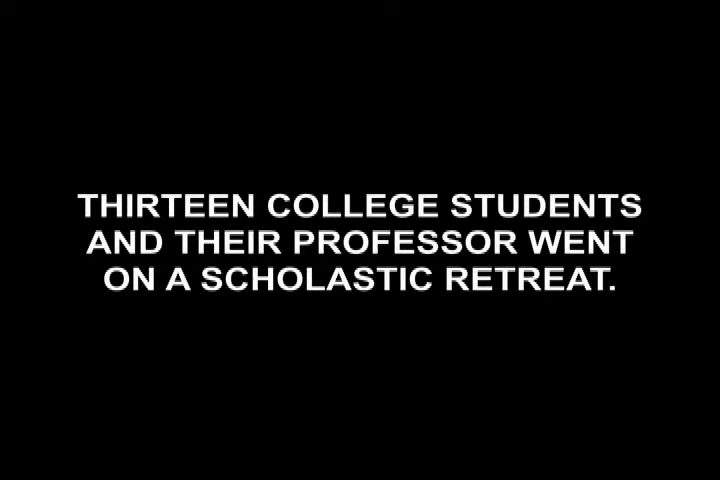 THIRTEEN COLLEGE STUDENTS
AND THEIR PROFESSOR WENT
ON A SCHOLASTIC RETREAT.